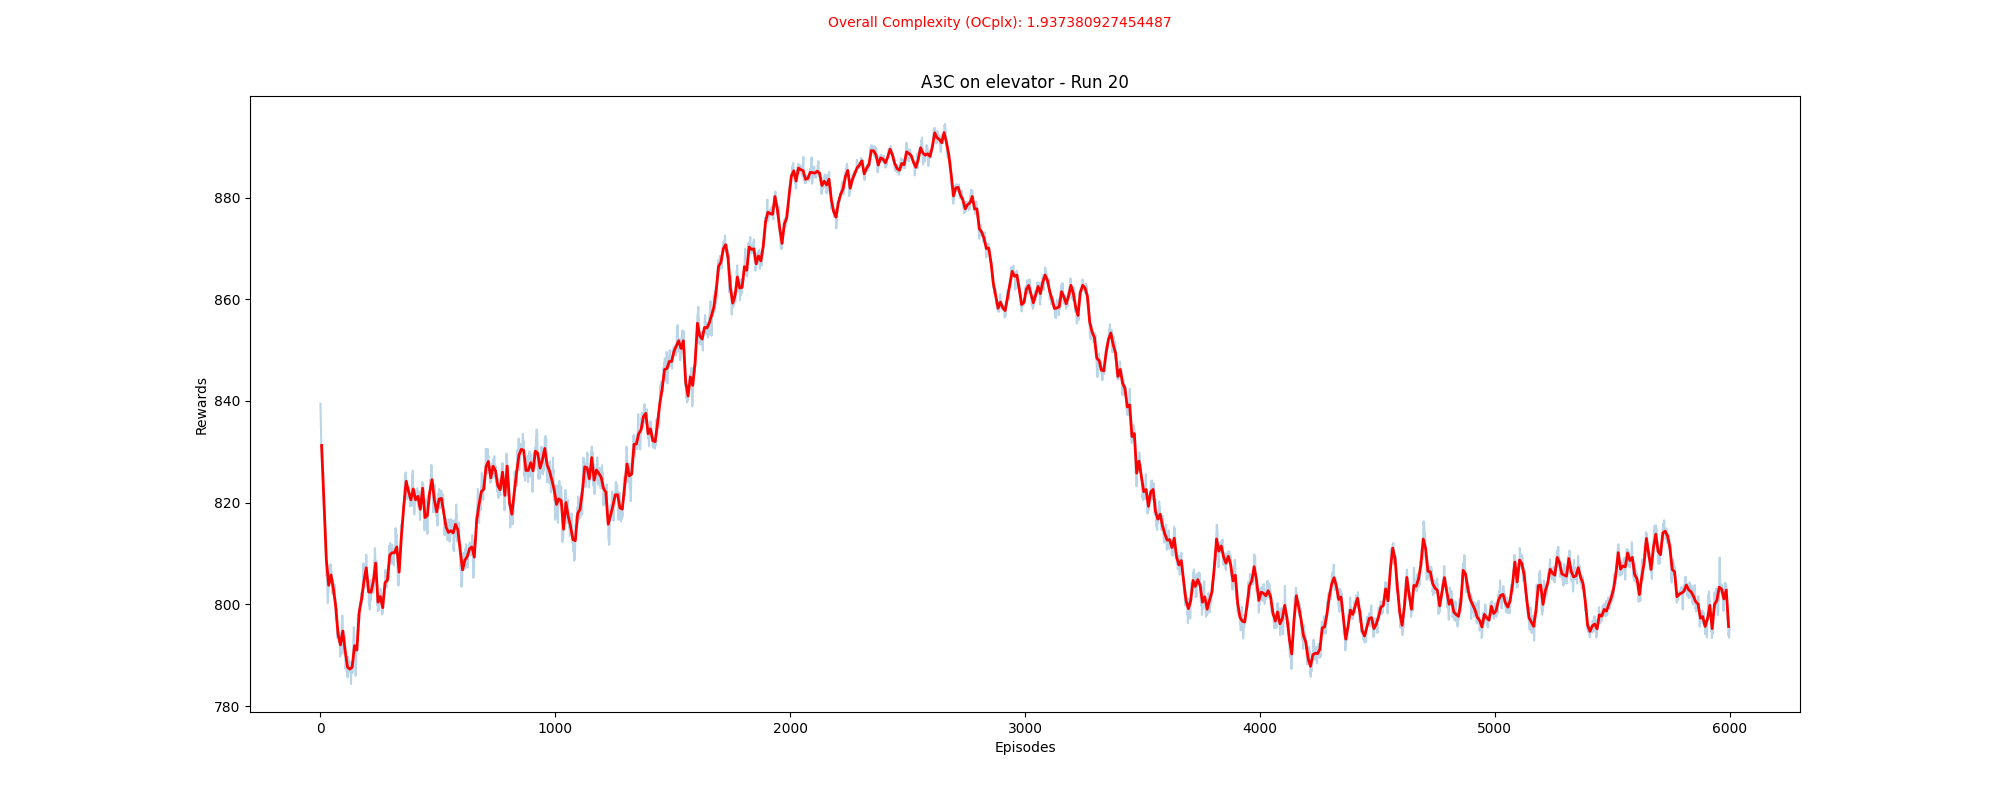 Overall Complexity (OCplx): 1.937380927454487
A3C on elevator - Run 20
Rewards
880
860
840
820
800
780
0 1000 2000 3000 4000 5000 6000
Episodes